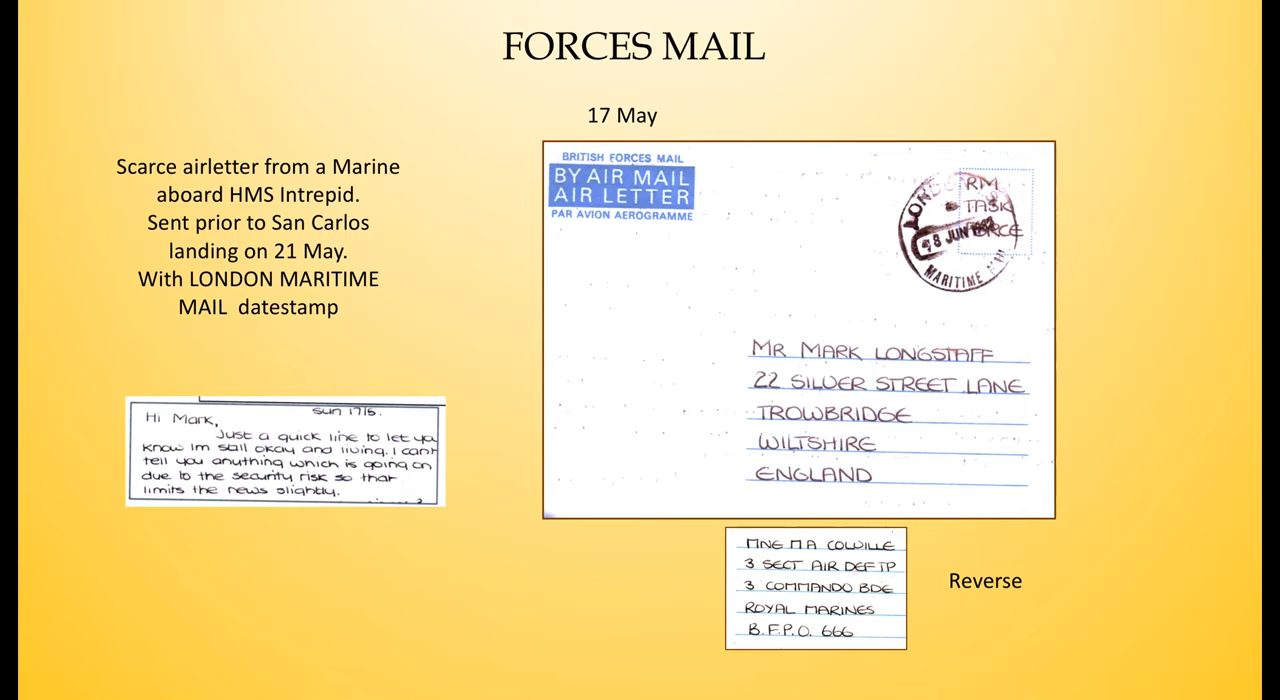 FORCES MAIL
17 May
Scarce airletter from a Marine
aboard HMS Intrepid.
Sent prior to San Carlos
landing on 21 May.
With LONDON MARITIME
MAIL datestamp
Sun 17/5.
Hi Mark,
Just a quick line to let you
know Im still okay and living. I cant
tell you anything which is going on
due to the security risk so that
limits the news slightly.
BRITISH FORCES MAIL
BY AIR MAIL
AIR LETTER
PAR AVION AEROGRAMME
RM
TASK
FORCE
LONDON
8 JUN 1982
MARITIME MAIL
MR MARK LONGSTAFF
22 SILVER STREET LANE
TROWBRIDGE
WILTSHIRE
ENGLAND
MNE M A COLVILLE
3 SECT AIR DEF TP
3 COMMANDO BDE
ROYAL MARINES
B.F.P.O. 666
Reverse